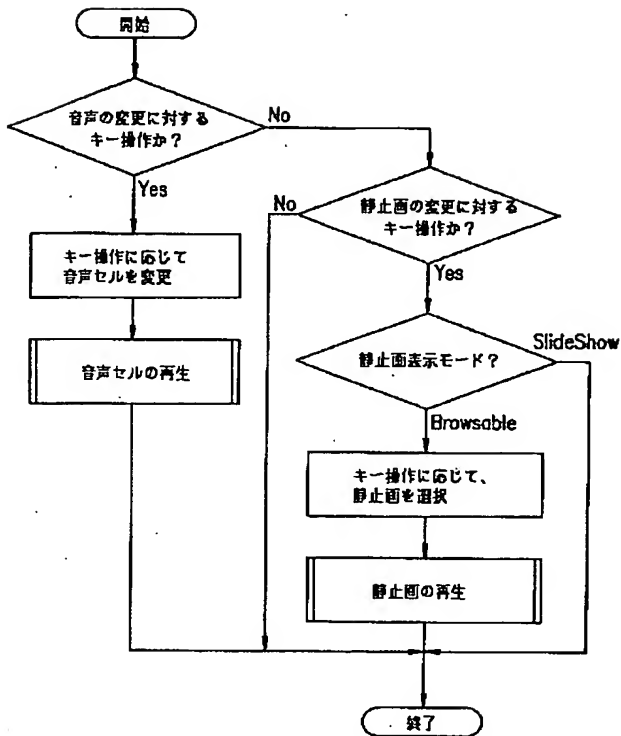 開始
音声の変更に対する
キー操作か?
No
Yes
キー操作に応じて
音声セルを変更
音声セルの再生
静止画の変更に対する
キー操作か?
No
Yes
静止画表示モード?
SlideShow
Browsable
キー操作に応じて、
静止画を選択
静止画の再生
終了